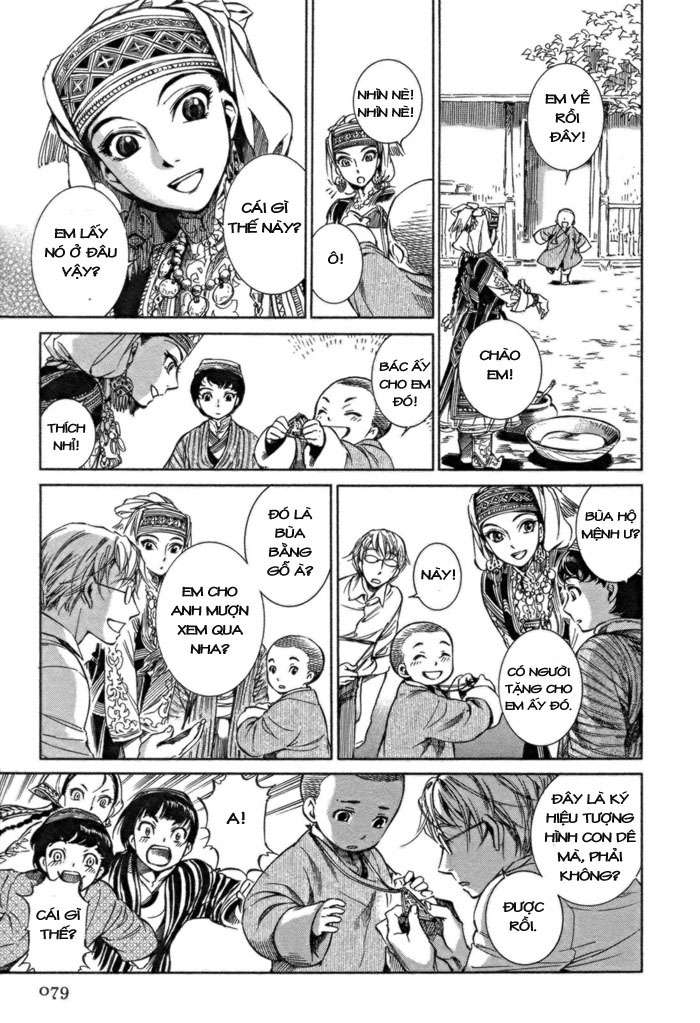 EM VỀ
RỒI
ĐÂY!
CHÀO
EM!
NHÌN NÈ!
NHÌN NÈ!
Ô!
CÁI GÌ
THẾ NÀY?
EM LẤY
NÓ Ở ĐÂU
VẬY?
BÁC ẤY
CHO EM
ĐÓ!
THÍCH
NHỈ!
BÙA HỘ
MỆNH Ư?
NÀY!
CÓ NGƯỜI
TẶNG CHO
EM ẤY ĐÓ.
ĐÓ LÀ
BÙA
BẰNG
GỖ À?
EM CHO
ANH MƯỢN
XEM QUA
NHA?
ĐÂY LÀ KÝ
HIỆU TƯỢNG
HÌNH CON DÊ
MÀ, PHẢI
KHÔNG?
ĐƯỢC
RỒI.
A!
CÁI GÌ
THẾ?
079